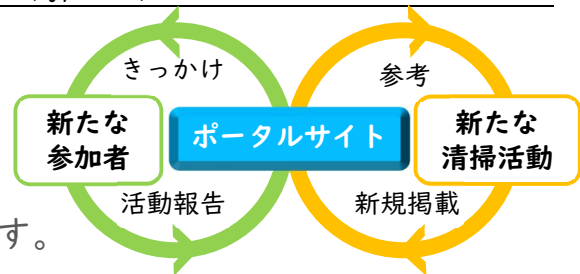 きっかけ
参考
新たな
参加者
ポータルサイト
新たな
清掃活動
活動報告
新規掲載
す。